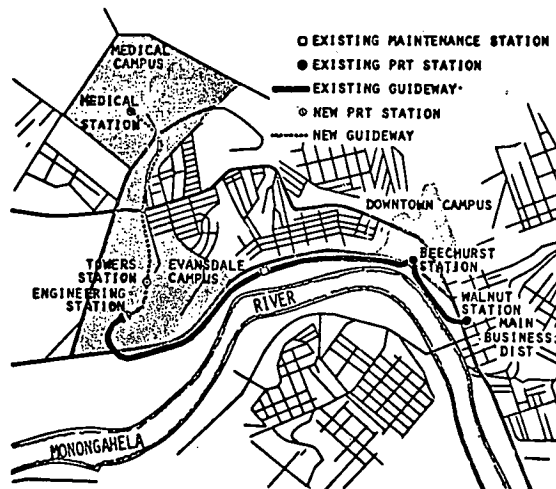 MEDICAL
CAMPUS
EXISTING MAINTENANCE STATION
EXISTING PRT STATION
EXISTING GUIDEWAY
NEW PRT STATION
NEW GUIDEWAY
MEDICAL
STATION
DOWNTOWN CAMPUS
TOWERS
STATION
EVANSDALE
CAMPUS
ENGINEERING
STATION
BEECHURST
STATION
WALNUT
STATION
MAIN
BUSINESS
DIST.
RIVER
MONONGAHELA